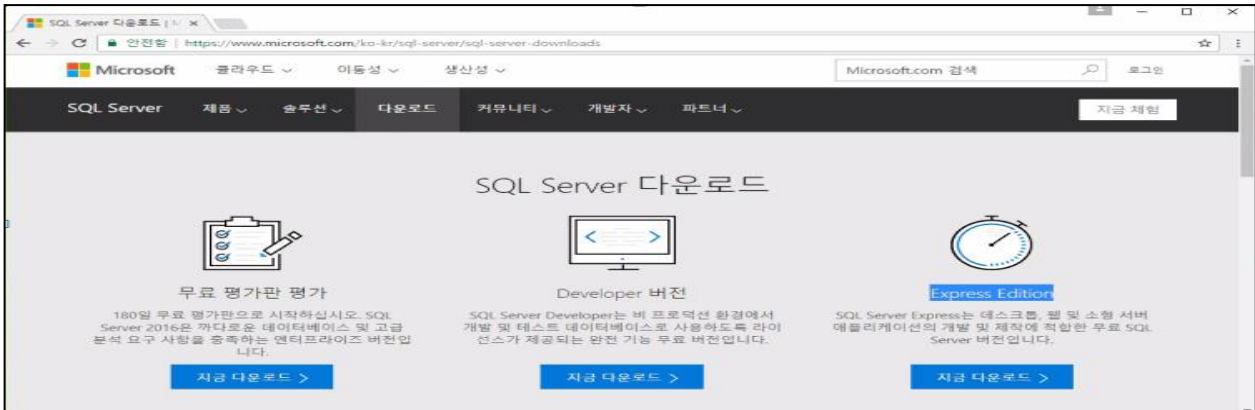 SQL Server 다운로드 |
안전함 https://www.microsoft.com/ko-kr/sql-server/sql-server-downloads
Microsoft 클라우드 이동성 생산성 Microsoft.com 검색 로그인
SQL Server 제품 솔루션 다운로드 커뮤니티 개발자 파트너 지금 체험
SQL Server 다운로드
무료 평가판 평가
180일 무료 평가판으로 시작하십시오. SQL
Server 2016은 까다로운 데이터베이스 및 고급
분석 요구 사항을 충족하는 엔터프라이즈 버전입
니다.
지금 다운로드 >
Developer 버전
SQL Server Developer는 비 프로덕션 환경에서
개발 및 테스트 데이터베이스로 사용하도록 라이
선스가 제공되는 완전 기능 무료 버전입니다.
지금 다운로드 >
Express Edition
SQL Server Express는 데스크톱, 웹 및 소형 서버
애플리케이션의 개발 및 제작에 적합한 무료 SQL
Server 버전입니다.
지금 다운로드 >